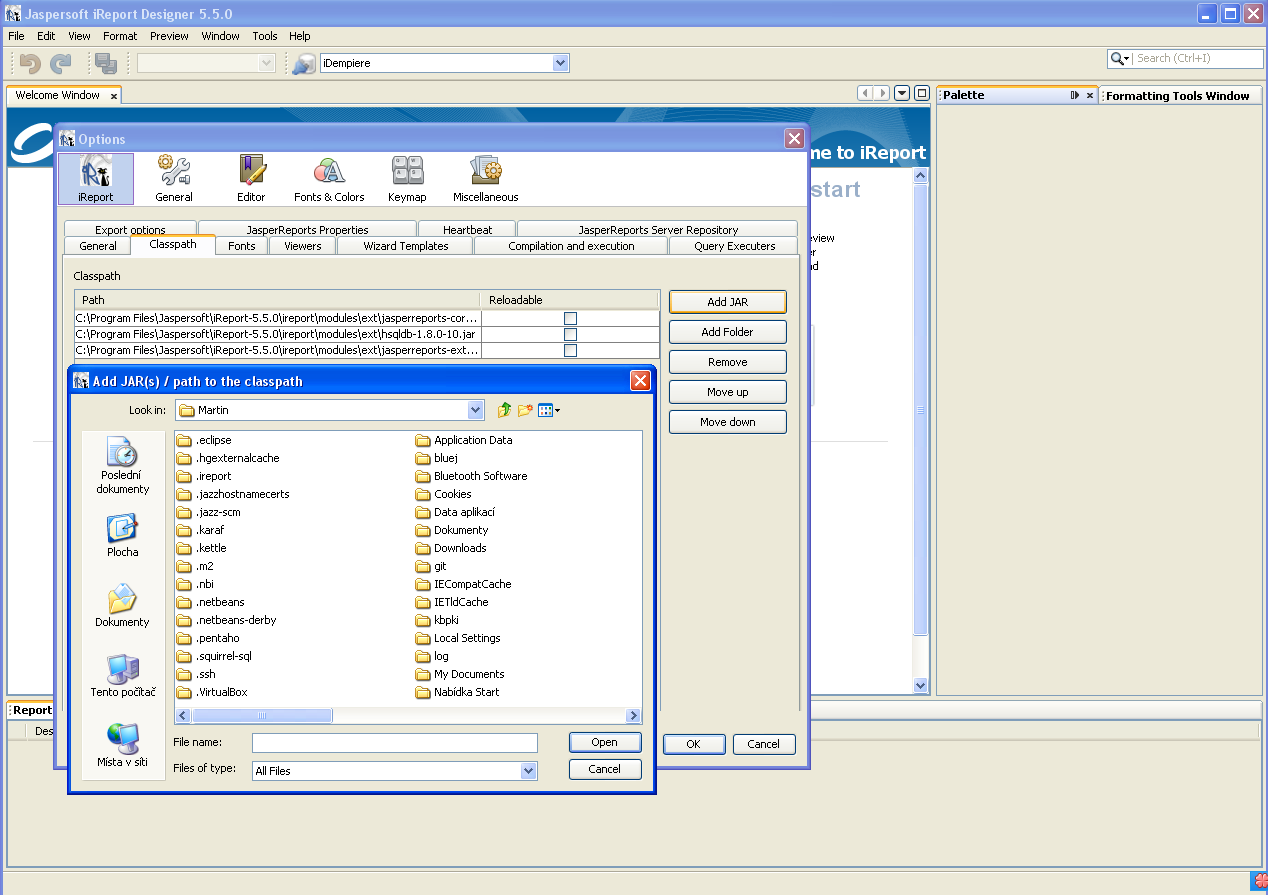 Jaspersoft iReport Designer 5.5.0
File Edit View Format Preview Window Tools Help
iDempiere
Search (Ctrl+I)
Welcome Window
Palette
Formatting Tools Window
me to iReport
start
view
er
nd
Options
iReport General Editor Fonts & Colors Keymap Miscellaneous
Export options JasperReports Properties Heartbeat JasperReports Server Repository
General Classpath Fonts Viewers Wizard Templates Compilation and execution Query Executers
Classpath
Path Reloadable
C:\Program Files\Jaspersoft\iReport-5.5.0\ireport\modules\ext\jasperreports-cor...
C:\Program Files\Jaspersoft\iReport-5.5.0\ireport\modules\ext\hsqldb-1.8.0-10.jar
C:\Program Files\Jaspersoft\iReport-5.5.0\ireport\modules\ext\jasperreports-ext...
Add JAR
Add Folder
Remove
Move up
Move down
Add JAR(s) / path to the classpath
Look in: Martin
Poslední dokumenty
Plocha
Dokumenty
Tento počítač
Místa v síti
.eclipse
.hgexternalcache
.ireport
.jazzhostnamecerts
.jazz-scm
.karaf
.kettle
.m2
.nbi
.netbeans
.netbeans-derby
.pentaho
.squirrel-sql
.ssh
.VirtualBox
Application Data
bluej
Bluetooth Software
Cookies
Data aplikací
Dokumenty
Downloads
git
IECompatCache
IETldCache
kbpki
Local Settings
log
My Documents
Nabídka Start
File name:
Open
Files of type: All Files
Cancel
OK
Cancel
Report
Des